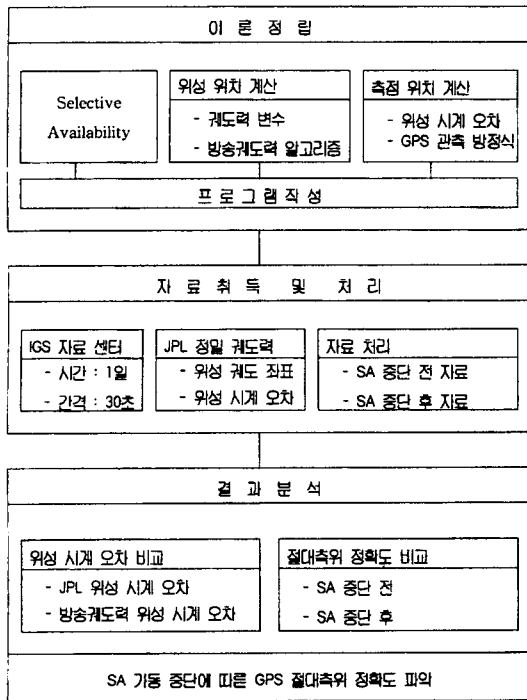 이 론 정 립
Selective
Availability
위성 위치 계산
- 궤도력 변수
- 방송궤도력 알고리즘
측점 위치 계산
- 위성 시계 오차
- GPS 관측 방정식
프 로 그 램 작 성
자 료 취 득 및 처 리
IGS 자료 센터
- 시간 : 1일
- 간격 : 30초
JPL 정밀 궤도력
- 위성 궤도 좌표
- 위성 시계 오차
자료 처리
- SA 중단 전 자료
- SA 중단 후 자료
결 과 분 석
위성 시계 오차 비교
- JPL 위성 시계 오차
- 방송궤도력 위성 시계 오차
절대측위 정확도 비교
- SA 중단 전
- SA 중단 후
SA 가동 중단에 따른 GPS 절대측위 정확도 파악